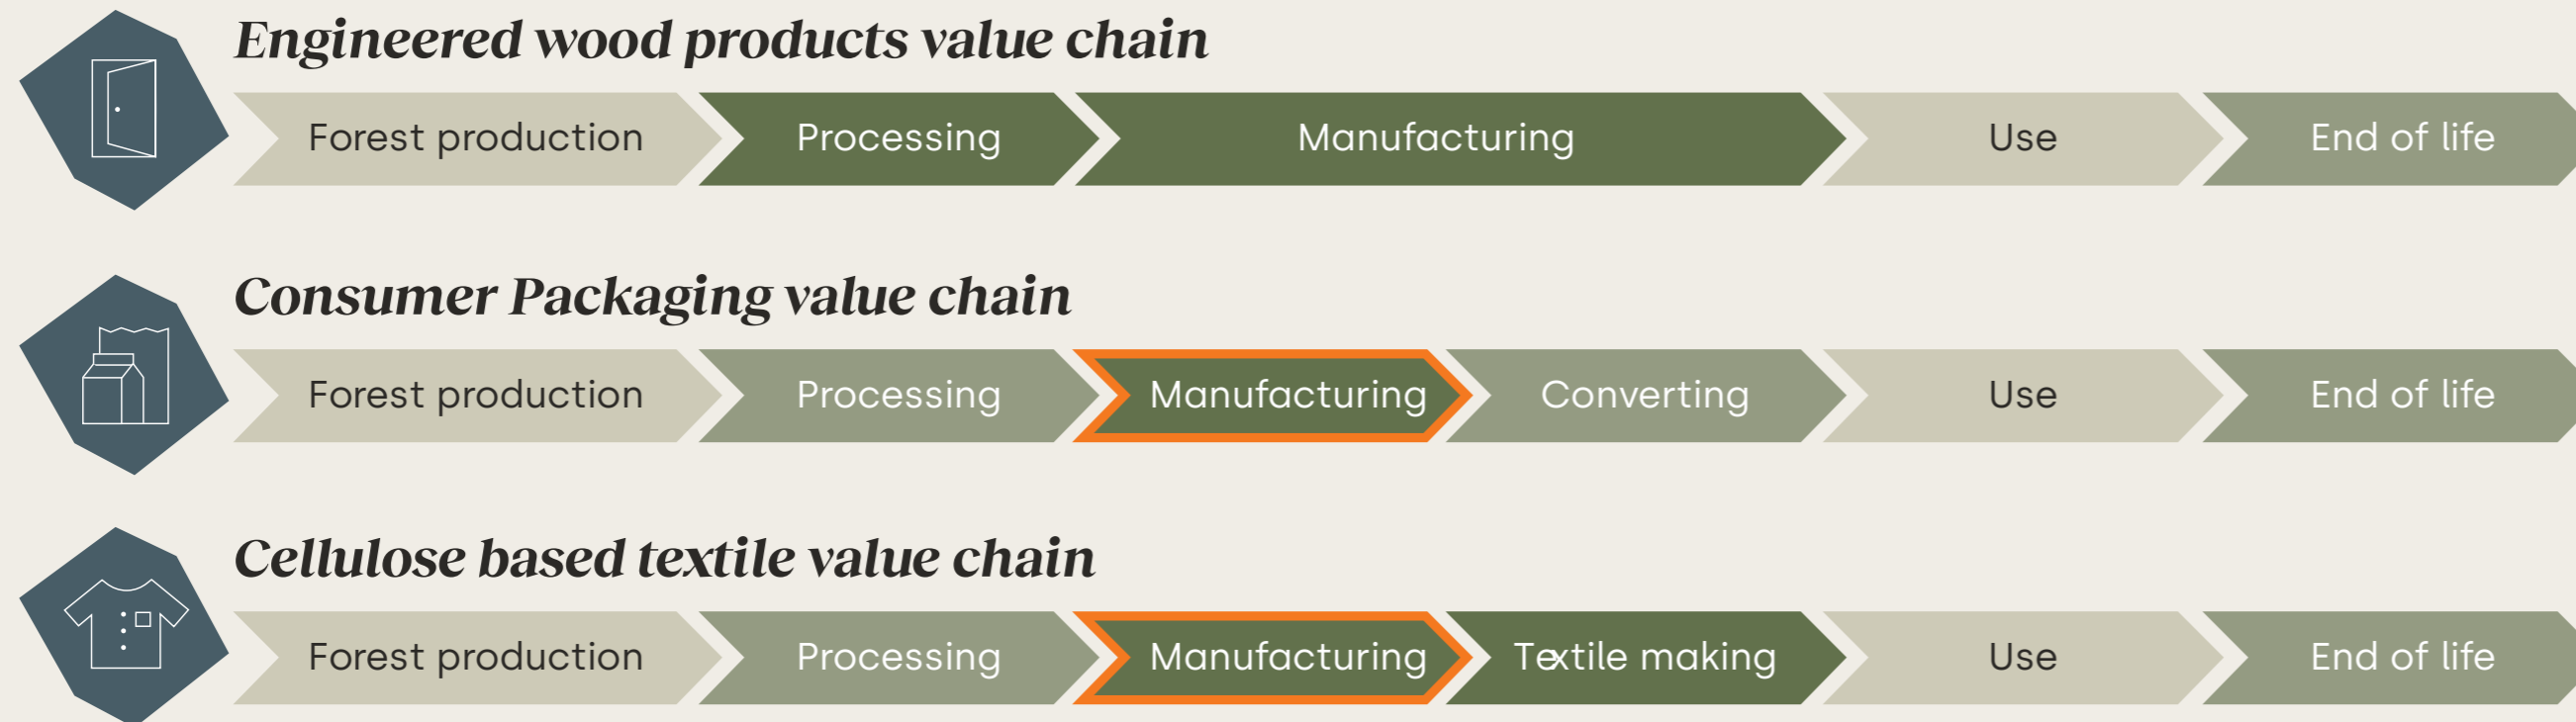 Engineered wood products value chain
Forest production Processing Manufacturing Use End of life
Consumer Packaging value chain
Forest production Processing Manufacturing Converting Use End of life
Cellulose based textile value chain
Forest production Processing Manufacturing Textile making Use End of life